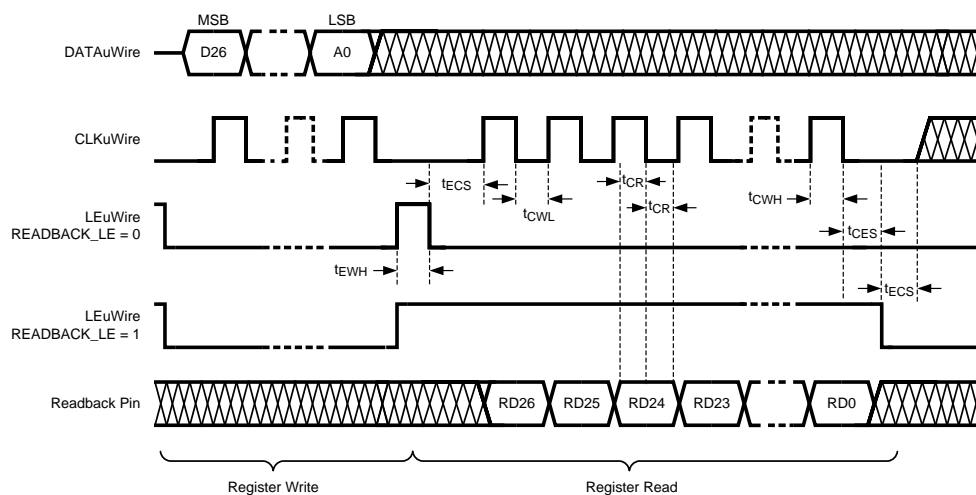 MSB
LSB
DATAuWire
D26
A0
CLKuWire
tECS
tCWL
tCR
tCR
tCWH
tCES
LEuWire
READBACK_LE = 0
tEWH
tECS
LEuWire
READBACK_LE = 1
Readback Pin
RD26
RD25
RD24
RD23
RD0
Register Write
Register Read